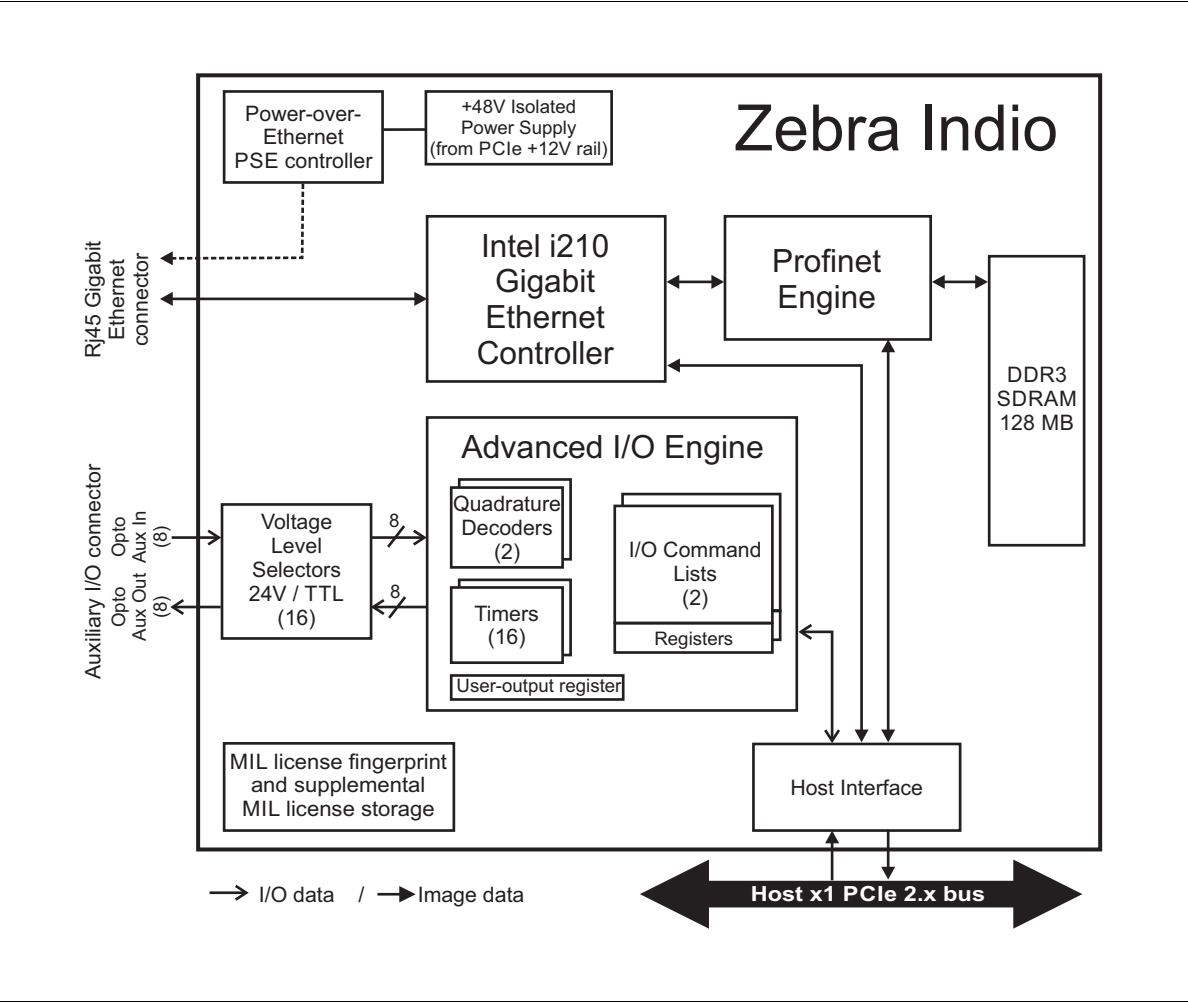 Zebra Indio
Power-over-
Ethernet
PSE controller
+48V Isolated
Power Supply
(from PCIe +12V rail)
Rj45 Gigabit
Ethernet
connector
Intel i210
Gigabit
Ethernet
Controller
Profinet
Engine
DDR3
SDRAM
128 MB
Auxiliary I/O connector
Opto
Aux In
(8)
Opto
Aux Out
(8)
Voltage
Level
Selectors
24V / TTL
(16)
8
8
Advanced I/O Engine
Quadrature
Decoders
(2)
Timers
(16)
User-output register
I/O Command
Lists
(2)
Registers
MIL license fingerprint
and supplemental
MIL license storage
Host Interface
I/O data / Image data
Host x1 PCIe 2.x bus